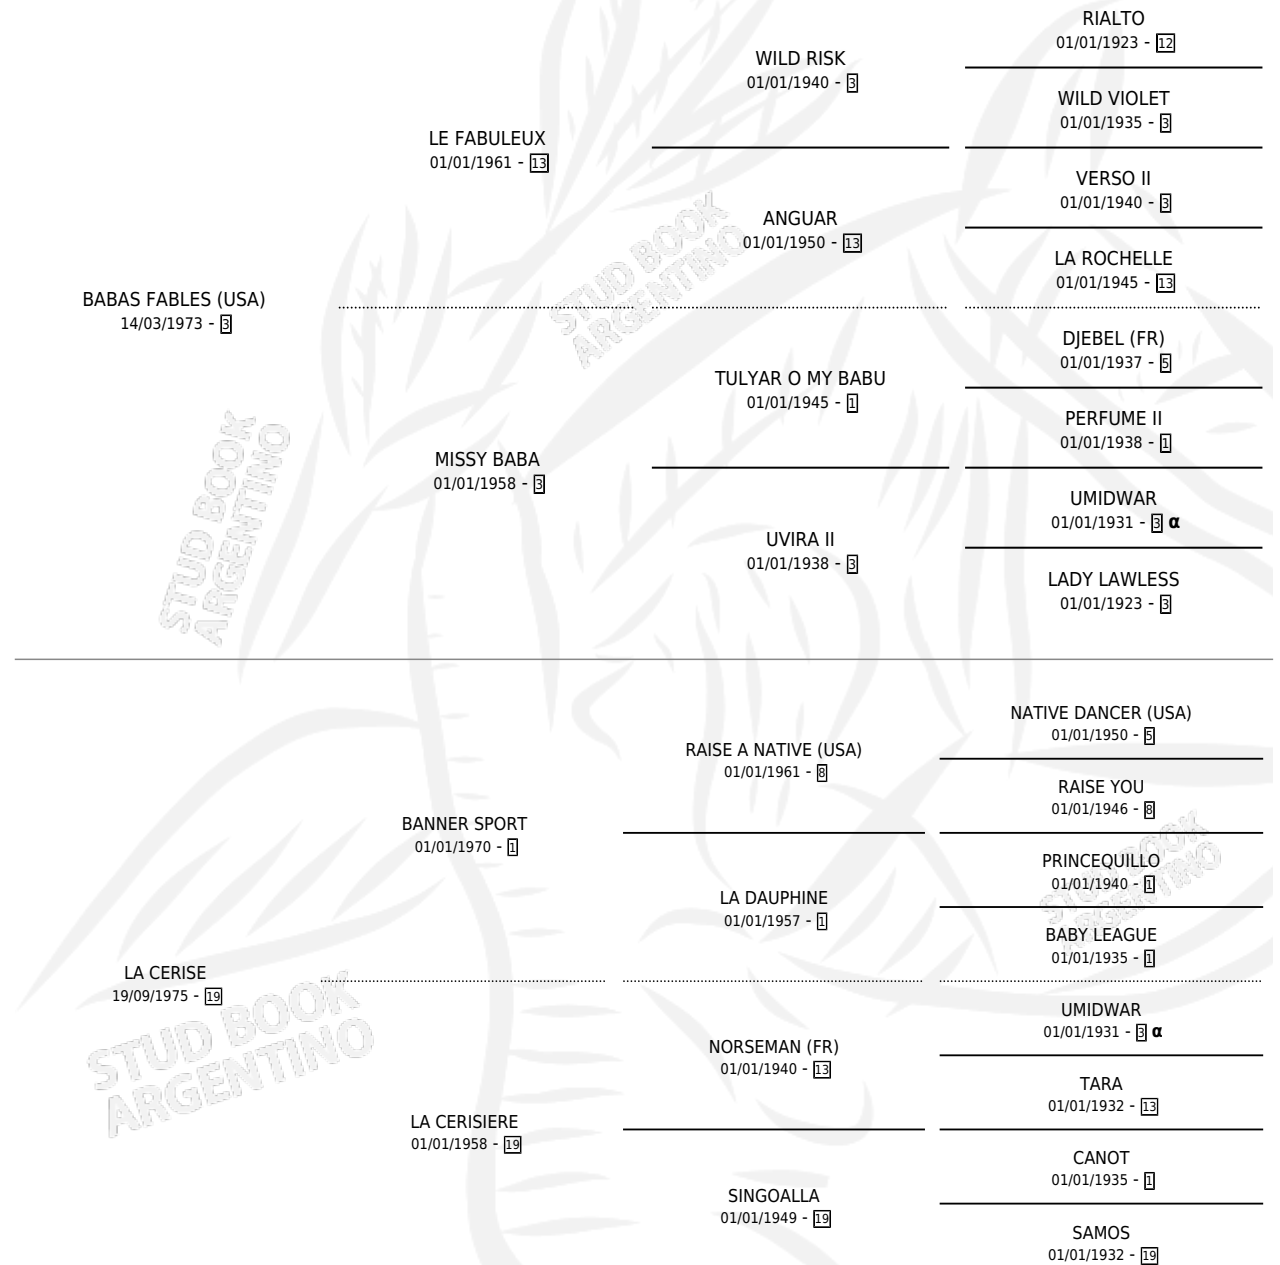 RIALTO
01/01/1923 - 12
WILD RISK
01/01/1940 - 3
WILD VIOLET
01/01/1935 - 3
LE FABULEUX
01/01/1961 - 13
VERSO II
01/01/1940 - 3
ANGUAR
01/01/1950 - 13
LA ROCHELLE
01/01/1945 - 13
BABAS FABLES (USA)
14/03/1973 - 3
DJEBEL (FR)
01/01/1937 - 5
TULYAR O MY BABU
01/01/1945 - 1
PERFUME II
01/01/1938 - 1
MISSY BABA
01/01/1958 - 3
UMIDWAR
01/01/1931 - 3 α
UVIRA II
01/01/1938 - 3
LADY LAWLESS
01/01/1923 - 3
STUD BOOK
ARGENTINO
STUD BOOK
ARGENTINO
NATIVE DANCER (USA)
01/01/1950 - 5
RAISE A NATIVE (USA)
01/01/1961 - 8
RAISE YOU
01/01/1946 - 8
BANNER SPORT
01/01/1970 - 1
PRINCEQUILLO
01/01/1940 - 1
LA DAUPHINE
01/01/1957 - 1
BABY LEAGUE
01/01/1935 - 1
LA CERISE
19/09/1975 - 19
UMIDWAR
01/01/1931 - 3 α
NORSEMAN (FR)
01/01/1940 - 13
TARA
01/01/1932 - 13
LA CERISIERE
01/01/1958 - 19
CANOT
01/01/1935 - 1
SINGOALLA
01/01/1949 - 19
SAMOS
01/01/1932 - 19
STUD BOOK
ARGENTINO
STUD BOOK
ARGENTINO